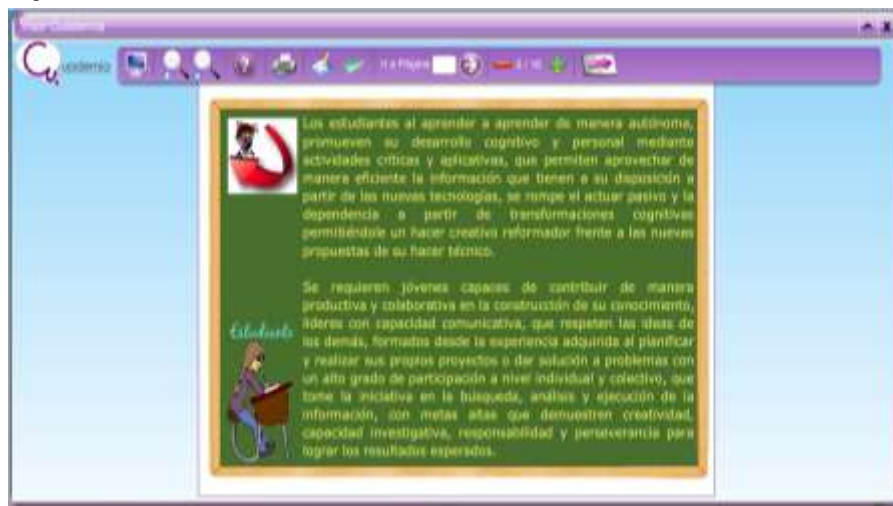 Cuadernia
Ir a Página
Los estudiantes al aprender a aprender de manera autónoma,
promueven su desarrollo cognitivo y personal mediante
actividades críticas y aplicativas, que permiten aprovechar de
manera eficiente la información que tienen a su disposición a
partir de las nuevas tecnologías, se rompe el actuar pasivo y la
dependencia a partir de transformaciones cognitivas
permitiéndole un hacer creativo reformador frente a las nuevas
propuestas de su hacer técnico.
Se requieren jóvenes capaces de contribuir de manera
productiva y colaborativa en la construcción de su conocimiento,
líderes con capacidad comunicativa, que respeten las ideas de
los demás, formados desde la experiencia adquirida al planificar
y realizar sus propios proyectos o dar solución a problemas con
un alto grado de participación a nivel individual y colectivo, que
tome la iniciativa en la búsqueda, análisis y ejecución de la
información, con metas altas que demuestren creatividad,
capacidad investigativa, responsabilidad y perseverancia para
lograr los resultados esperados.
Estudiante